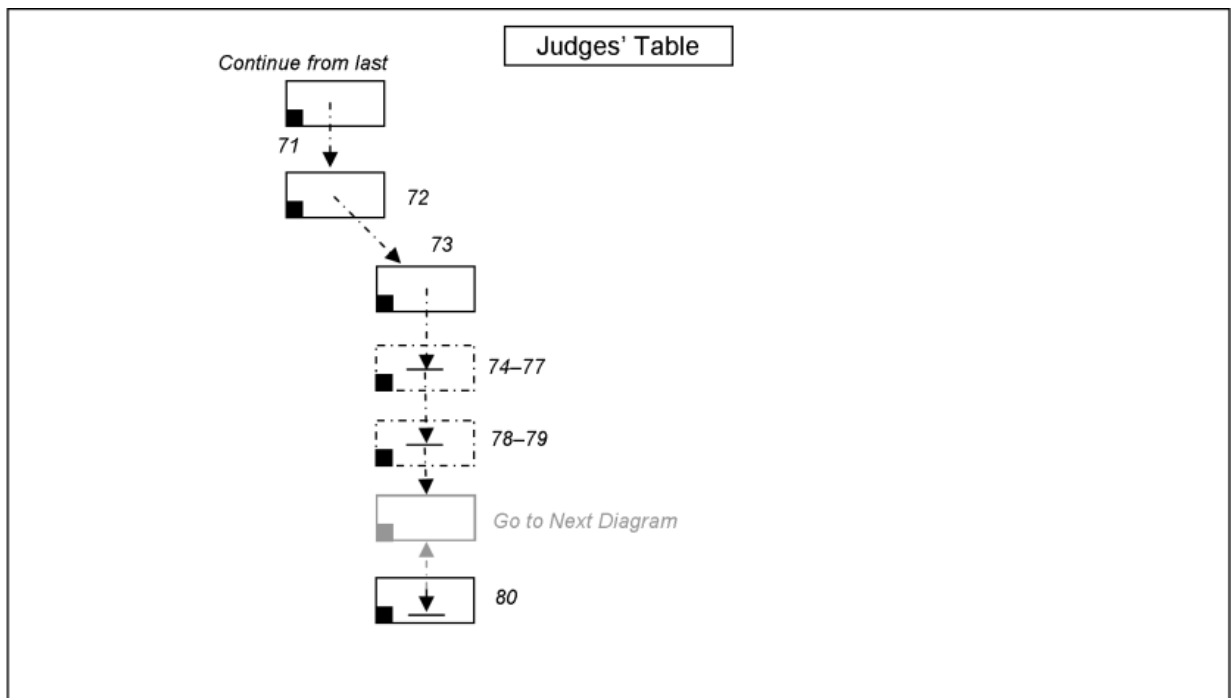 Judges’ Table
Continue from last
71
72
73
74–77
78–79
Go to Next Diagram
80